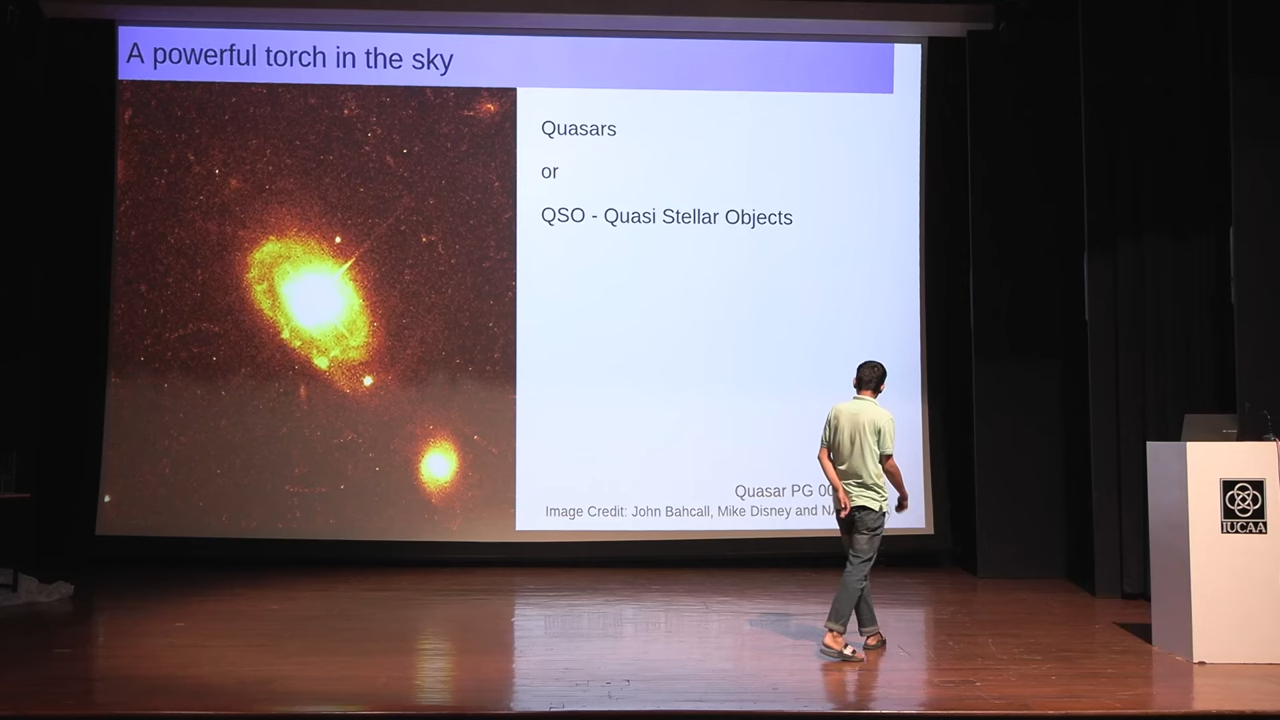 A powerful torch in the sky
Quasars
or
QSO - Quasi Stellar Objects
Quasar PG
Image Credit: John Bahcall, Mike Disney and
IUCAA